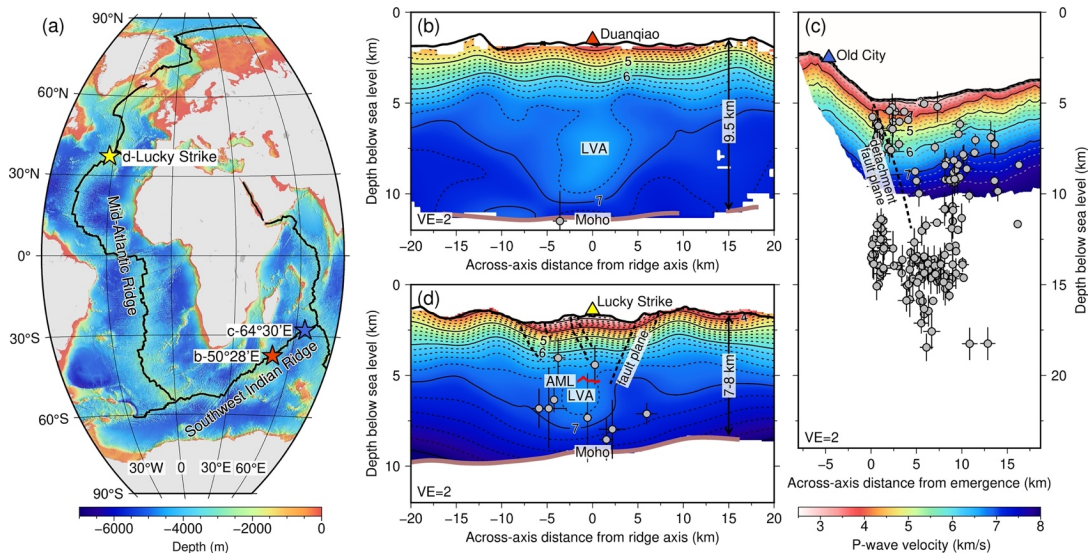 (a)
90°N
60°N
30°N
0°
30°S
60°S
90°S
d-Lucky Strike
Mid-Atlantic Ridge
c-64°30'E
b-50°28'E
Southwest Indian Ridge
30°W 0 30°E 60°E
−6000 −4000 −2000 0
Depth (m)
(b)
Duanqiao
0
5
10
Depth below sea level (km)
5
6
LVA
7
9.5 km
Moho
VE=2
−20 −15 −10 −5 0 5 10 15 20
Across-axis distance from ridge axis (km)
(d)
Lucky Strike
0
5
10
Depth below sea level (km)
6
AML
LVA
fault plane
7
7-8 km
Moho
VE=2
−20 −15 −10 −5 0 5 10 15 20
Across-axis distance from ridge axis (km)
(c)
Old City
0
5
10
15
20
Depth below sea level (km)
5
6
7
detachment
fault plane
VE=2
−5 0 5 10 15
Across-axis distance from emergence (km)
3 4 5 6 7 8
P-wave velocity (km/s)